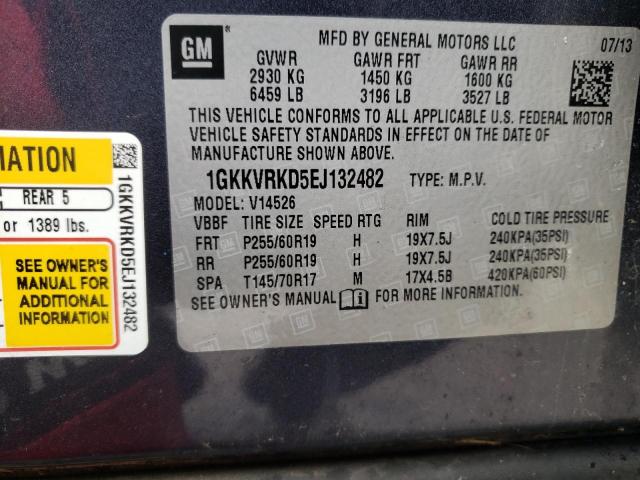 GM
MFD BY GENERAL MOTORS LLC 07/13
GVWR GAWR FRT GAWR RR
2930 KG 1450 KG 1600 KG
6459 LB 3196 LB 3527 LB
THIS VEHICLE CONFORMS TO ALL APPLICABLE U.S. FEDERAL MOTOR
VEHICLE SAFETY STANDARDS IN EFFECT ON THE DATE OF
MANUFACTURE SHOWN ABOVE.
1GKKVRKD5EJ132482 TYPE: M.P.V.
MODEL: V14526
VBBF TIRE SIZE SPEED RTG RIM COLD TIRE PRESSURE
FRT P255/60R19 H 19X7.5J 240KPA(35PSI)
RR P255/60R19 H 19X7.5J 240KPA(35PSI)
SPA T145/70R17 M 17X4.5B 420KPA(60PSI)
SEE OWNER'S MANUAL FOR MORE INFORMATION.
MATION
REAR 5
or 1389 lbs.
SEE OWNER'S
MANUAL FOR
ADDITIONAL
INFORMATION
1GKKVRKD5EJ132482